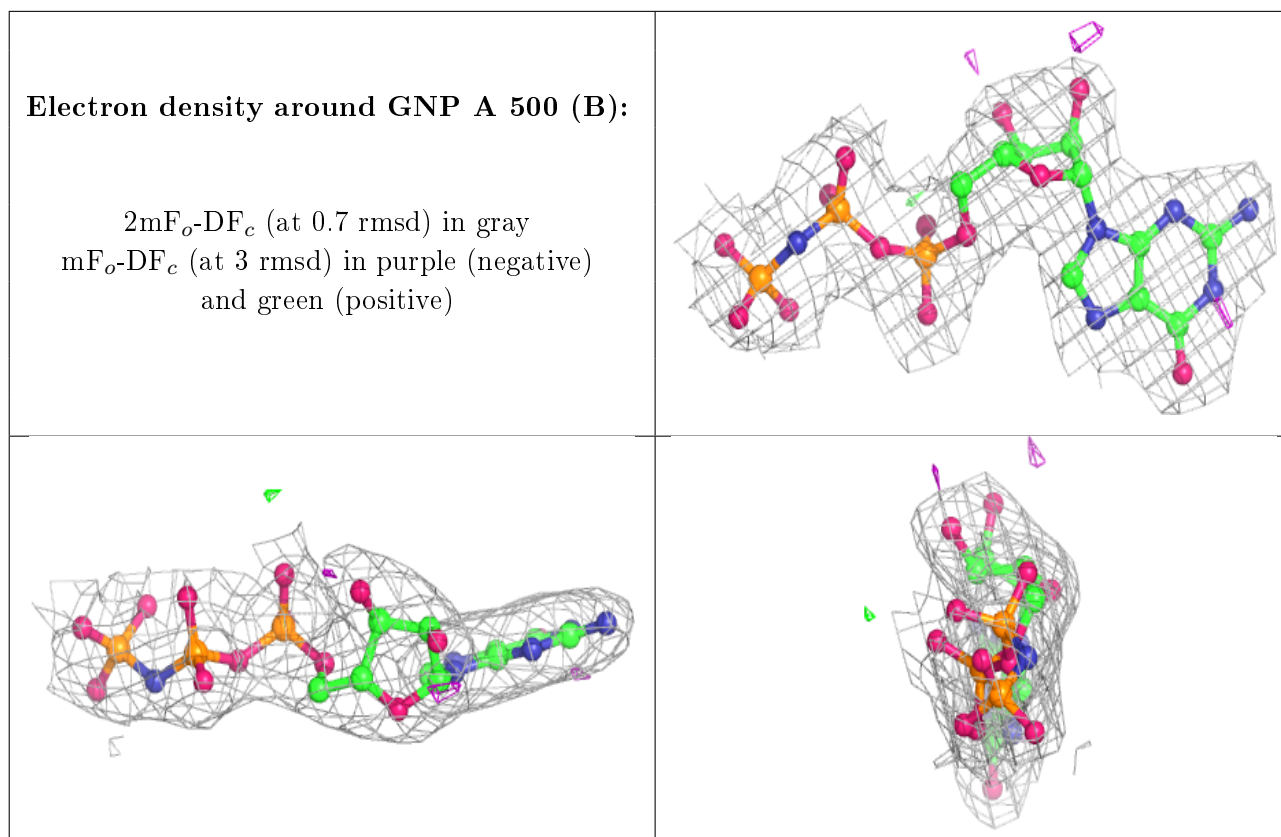 Electron density around GNP A 500 (B):
2mFo-DFc (at 0.7 rmsd) in gray
mFo-DFc (at 3 rmsd) in purple (negative)
and green (positive)